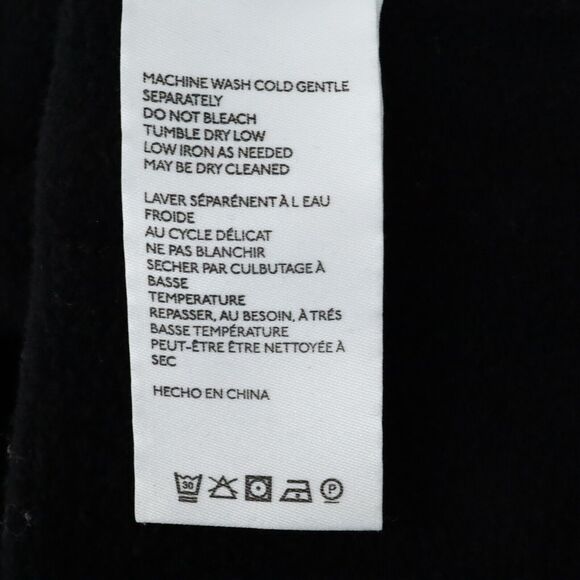 MACHINE WASH COLD GENTLE
SEPARATELY
DO NOT BLEACH
TUMBLE DRY LOW
LOW IRON AS NEEDED
MAY BE DRY CLEANED
LAVER SÉPARÉNENT À L EAU
FROIDE
AU CYCLE DÉLICAT
NE PAS BLANCHIR
SECHER PAR CULBUTAGE À
BASSE
TEMPERATURE
REPASSER, AU BESOIN, À TRÉS
BASSE TEMPÉRATURE
PEUT-ÊTRE ÊTRE NETTOYÉE À
SEC
HECHO EN CHINA
30 P